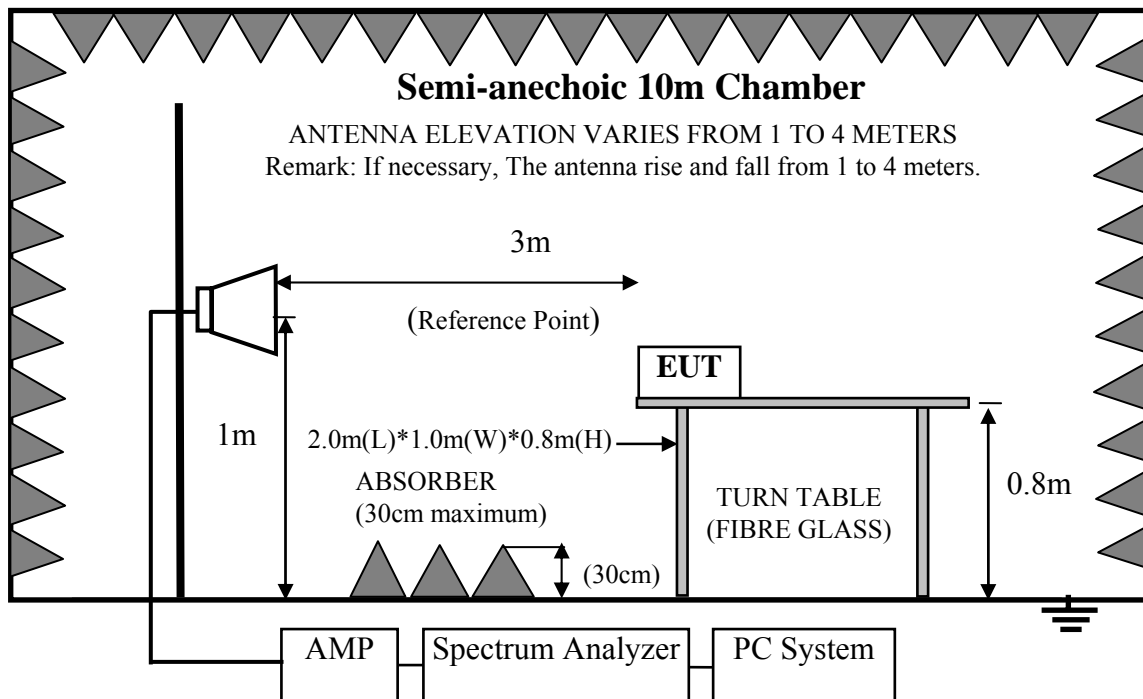 Semi-anechoic 10m Chamber
ANTENNA ELEVATION VARIES FROM 1 TO 4 METERS
Remark: If necessary, The antenna rise and fall from 1 to 4 meters.
3m
(Reference Point)
EUT
1m
2.0m(L)*1.0m(W)*0.8m(H)
ABSORBER
(30cm maximum)
(30cm)
TURN TABLE
(FIBRE GLASS)
0.8m
AMP
Spectrum Analyzer
PC System